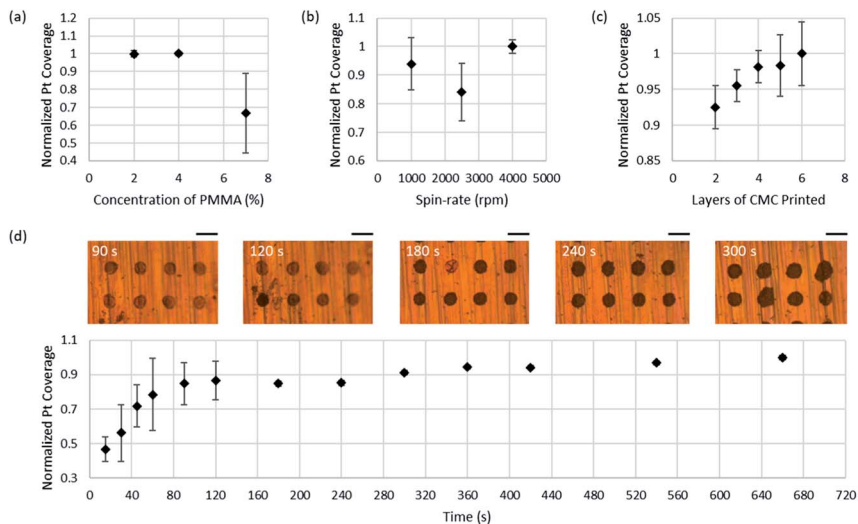 (a)
Normalized Pt Coverage
1.2
1.1
1
0.9
0.8
0.7
0.6
0.5
0.4
0 2 4 6 8
Concentration of PMMA (%)
(b)
Normalized Pt Coverage
1.1
1
0.9
0.8
0.7
0.6
0 1000 2000 3000 4000 5000
Spin-rate (rpm)
(c)
Normalized Pt Coverage
1.05
1
0.95
0.9
0.85
0 2 4 6 8
Layers of CMC Printed
(d)
90 s
120 s
180 s
240 s
300 s
Normalized Pt Coverage
1.1
0.9
0.7
0.5
0.3
0 40 80 120 160 200 240 280 320 360 400 440 480 520 560 600 640 680 720
Time (s)